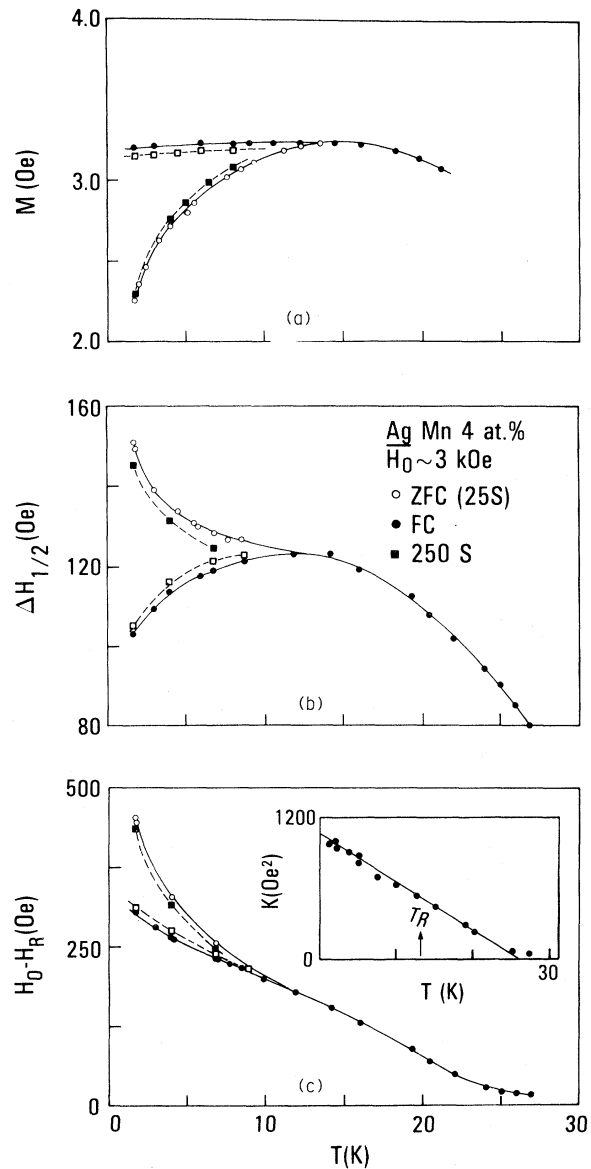 4.0
3.0
2.0
M (Oe)
(a)
160
120
80
ΔH1/2(Oe)
Ag Mn 4 at.%
H0~3 kOe
○ ZFC (25S)
● FC
■ 250 S
(b)
500
250
0
H0-HR(Oe)
1200
0
K(Oe²)
TR
30
T (K)
(c)
0
10
20
30
T(K)